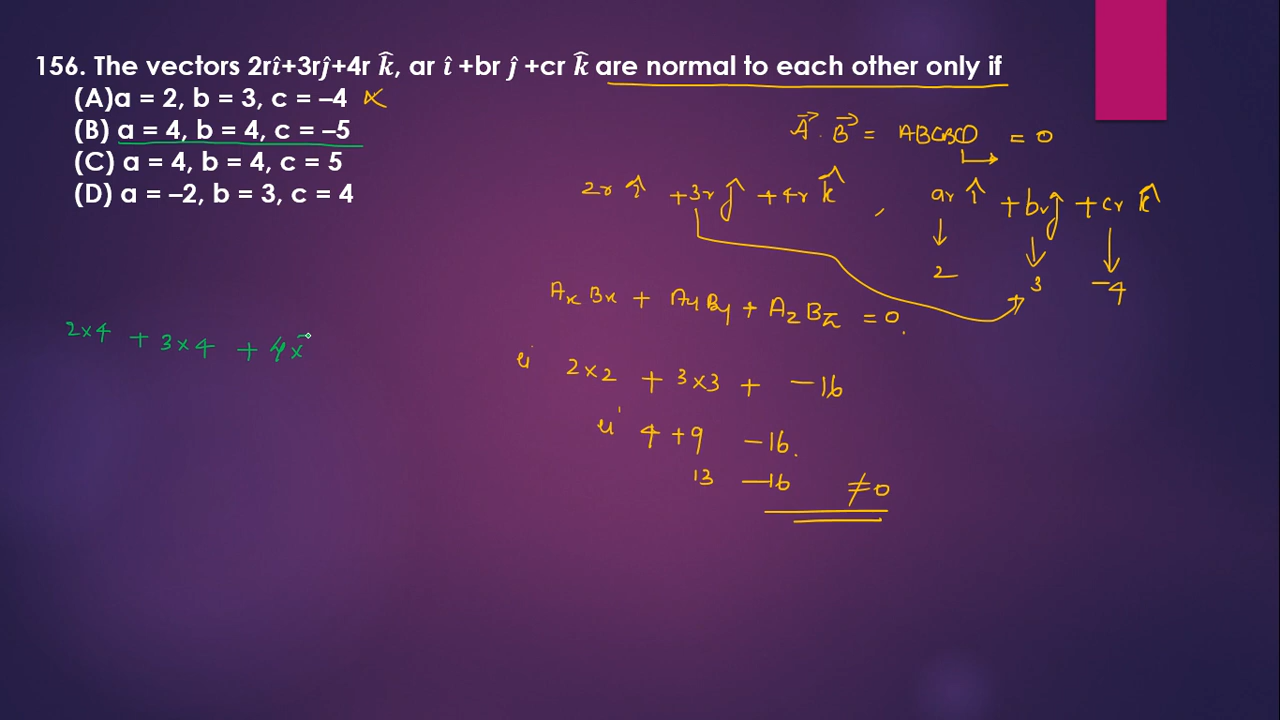 156. The vectors 2rî+3rĵ+4r k̂, ar î +br ĵ +cr k̂ are normal to each other only if
(A)a = 2, b = 3, c = –4 ×
(B) a = 4, b = 4, c = –5
(C) a = 4, b = 4, c = 5
(D) a = –2, b = 3, c = 4
A⃗ . B⃗ = ABCOSΘ = 0
2r î + 3r ĵ + 4r k̂ , ar î + br ĵ + cr k̂
2 3 -4
Ax Bx + Ay By + Az Bz = 0.
2×2 + 3×3 + -16
4 + 9 -16.
13 -16 ≠0
2×4 + 3×4 + 4×